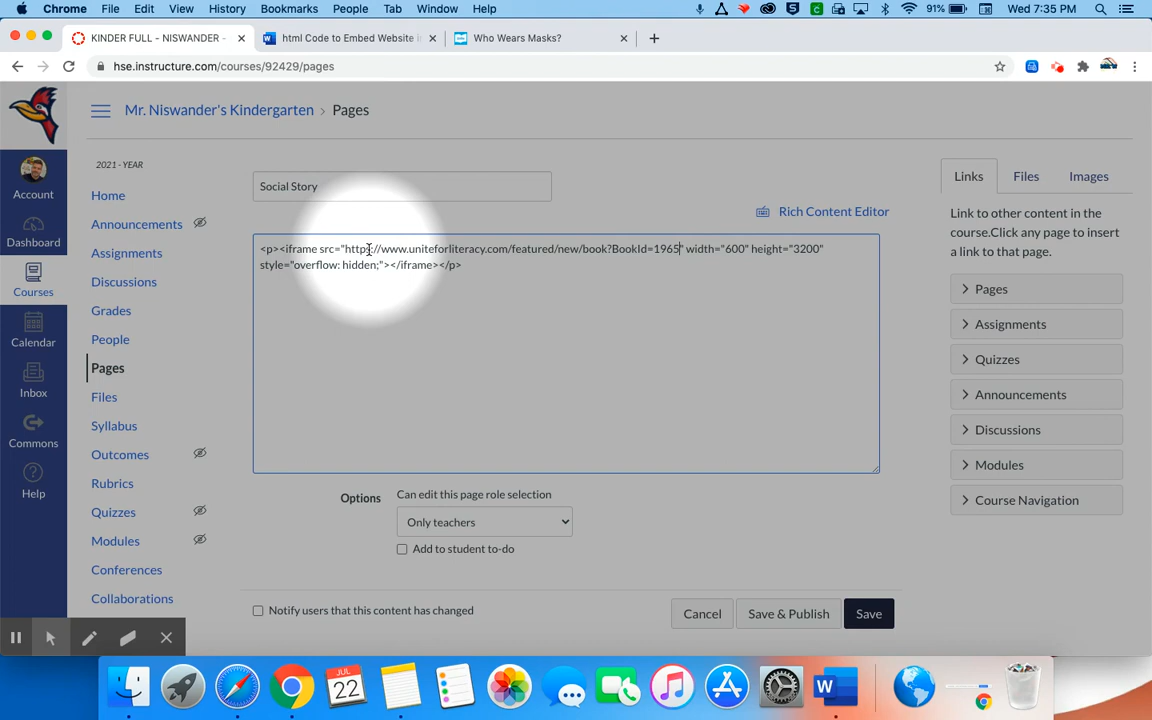 Chrome File Edit View History Bookmarks People Tab Window Help 91% Wed 7:35 PM
KINDER FULL - NISWANDER - html Code to Embed Website i Who Wears Masks?
hse.instructure.com/courses/92429/pages
Mr. Niswander's Kindergarten › Pages
2021 - YEAR
Account
Dashboard
Courses
Calendar
Inbox
Commons
Help
Home
Announcements
Assignments
Discussions
Grades
People
Pages
Files
Syllabus
Outcomes
Rubrics
Quizzes
Modules
Conferences
Collaborations
Social Story
Rich Content Editor
<p><iframe src="http://www.uniteforliteracy.com/featured/new/book?BookId=1965" width="600" height="3200"
style="overflow: hidden;"></iframe></p>
Options
Can edit this page role selection
Only teachers
Add to student to-do
Notify users that this content has changed
Cancel Save & Publish Save
Links Files Images
Link to other content in the
course.Click any page to insert
a link to that page.
Pages
Assignments
Quizzes
Announcements
Discussions
Modules
Course Navigation
JUL
22
W